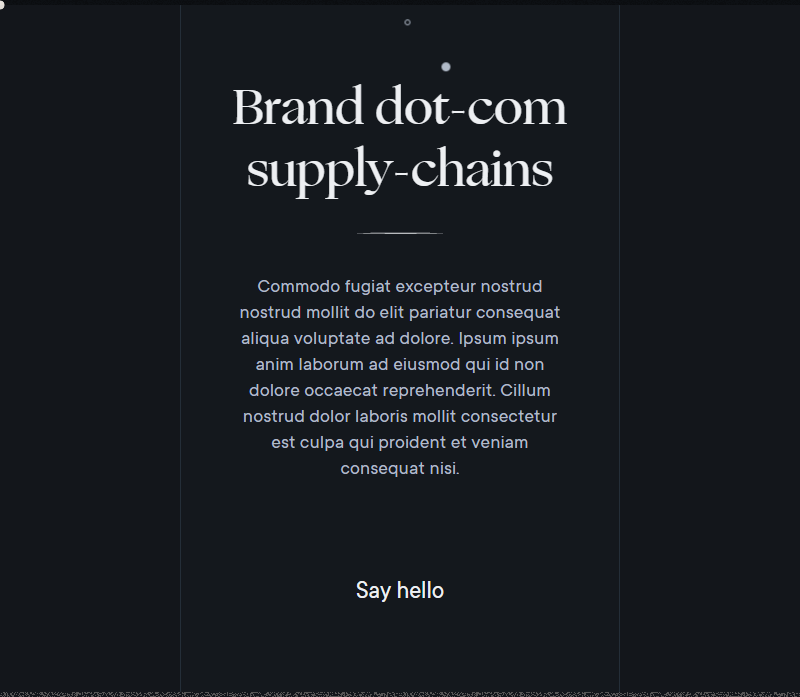 Brand dot-com
supply-chains
Commodo fugiat excepteur nostrud
nostrud mollit do elit pariatur consequat
aliqua voluptate ad dolore. Ipsum ipsum
anim laborum ad eiusmod qui id non
dolore occaecat reprehenderit. Cillum
nostrud dolor laboris mollit consectetur
est culpa qui proident et veniam
consequat nisi.
Say hello